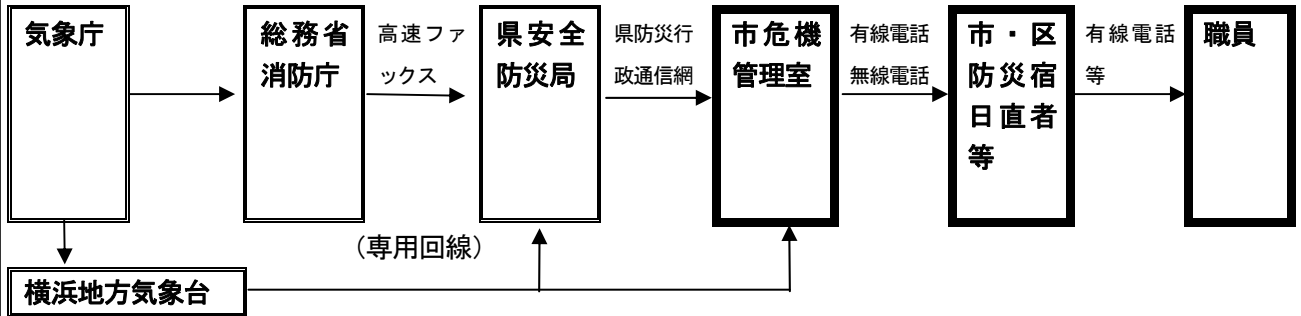 気象庁
総務省
消防庁
高速ファ
ックス
県安全
防災局
県防災行
政通信網
市危機
管理室
有線電話
無線電話
市・区
防災宿
日直者
等
有線電話
等
職員
(専用回線)
横浜地方気象台